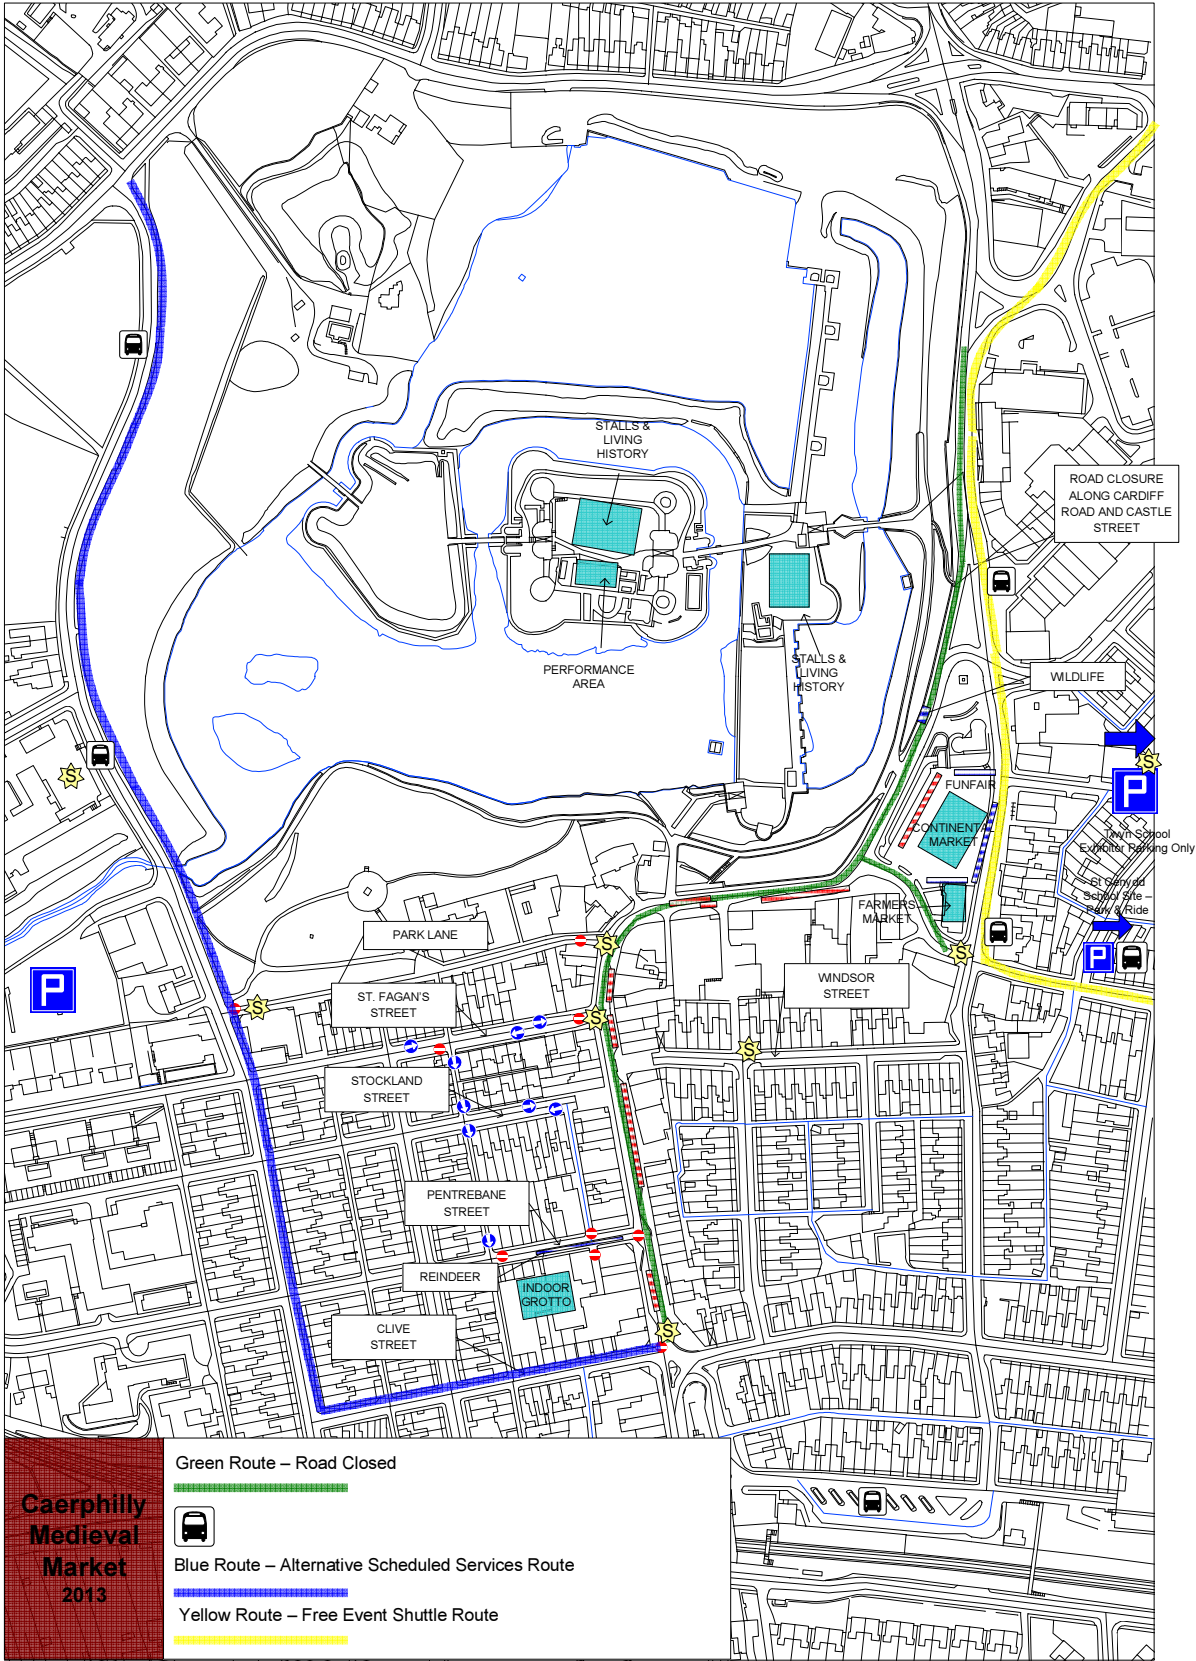 STALLS &
LIVING
HISTORY
ROAD CLOSURE
ALONG CARDIFF
ROAD AND CASTLE
STREET
PERFORMANCE
AREA
STALLS &
LIVING
HISTORY
WILDLIFE
S
S
P
FUNFAIR
CONTINENTAL
MARKET
Twyn School
Exhibitor Parking Only
St Cenydd
School Site –
Park & Ride
P
FARMERS
MARKET
PARK LANE
S
S
WINDSOR
STREET
P
S
ST. FAGAN'S
STREET
S
S
STOCKLAND
STREET
PENTREBANE
STREET
REINDEER
INDOOR
GROTTO
CLIVE
STREET
S
Caerphilly
Medieval
Market
2013
Green Route – Road Closed
Blue Route – Alternative Scheduled Services Route
Yellow Route – Free Event Shuttle Route